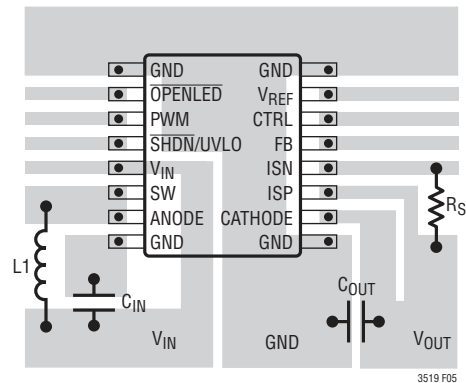 GND GND
OPENLED VREF
PWM CTRL
SHDN/UVLO FB
VIN ISN
SW ISP
ANODE CATHODE
GND GND
RS
L1
CIN
COUT
VIN
GND
VOUT
3519 F05